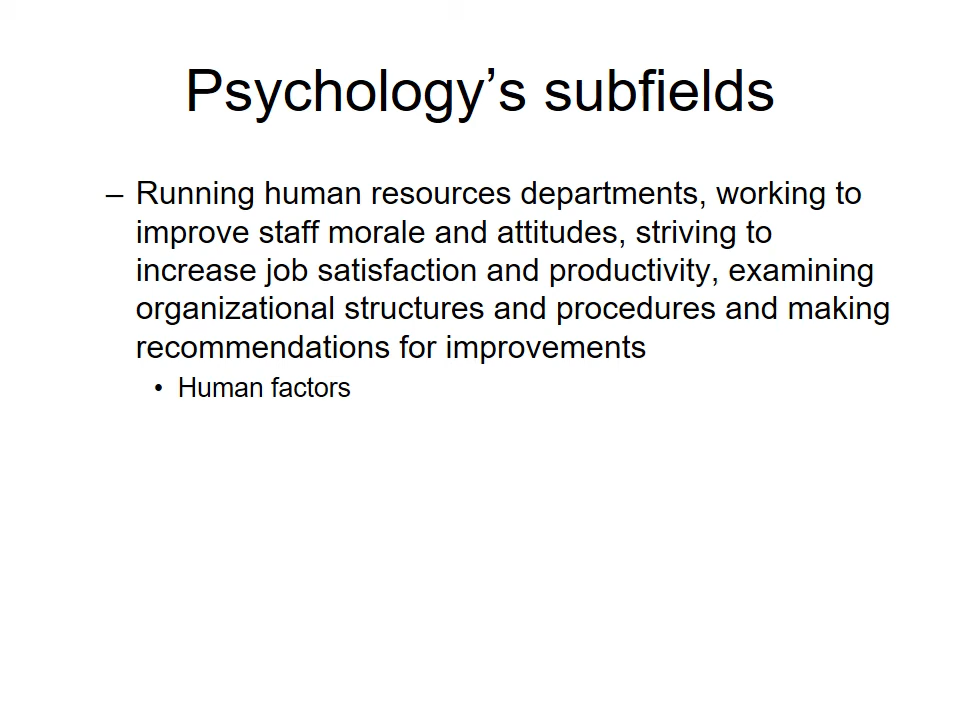 Psychology’s subfields
– Running human resources departments, working to
improve staff morale and attitudes, striving to
increase job satisfaction and productivity, examining
organizational structures and procedures and making
recommendations for improvements
• Human factors